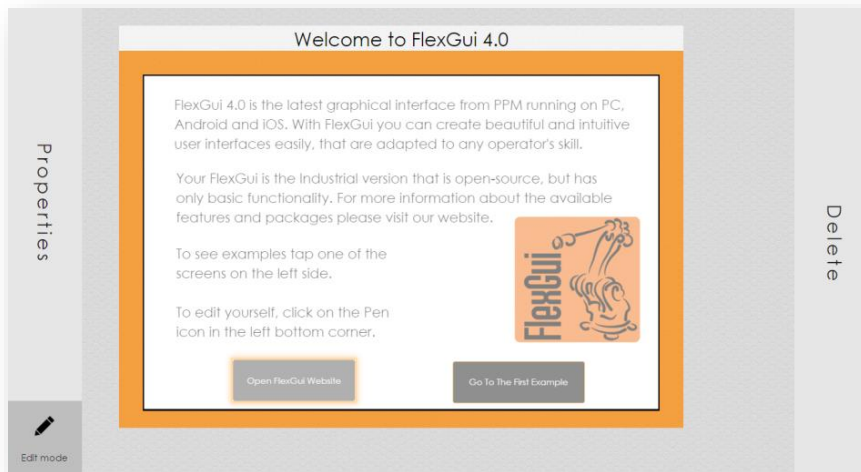 Welcome to FlexGui 4.0
FlexGui 4.0 is the latest graphical interface from PPM running on PC,
Android and iOS. With FlexGui you can create beautiful and intuitive
user interfaces easily, that are adapted to any operator's skill.
Your FlexGui is the Industrial version that is open-source, but has
only basic functionality. For more information about the available
features and packages please visit our website.
To see examples tap one of the
screens on the left side.
To edit yourself, click on the Pen
icon in the left bottom corner.
FlexGui
Open FlexGui Website
Go To The First Example
Properties
Edit mode
Delete